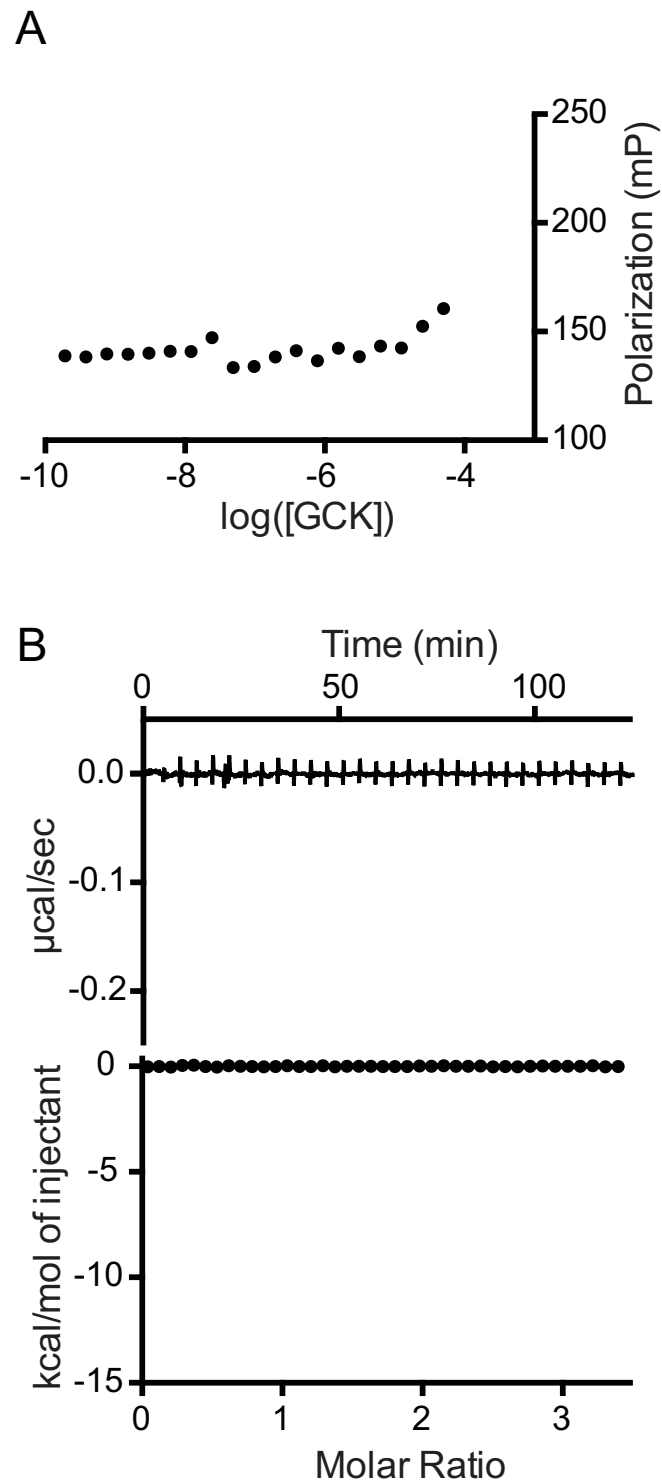 A
250
200
150
100
Polarization (mP)
-10 -8 -6 -4
log([GCK])
B
Time (min)
0 50 100
0.0
-0.1
-0.2
µcal/sec
0
-5
-10
-15
kcal/mol of injectant
0 1 2 3
Molar Ratio